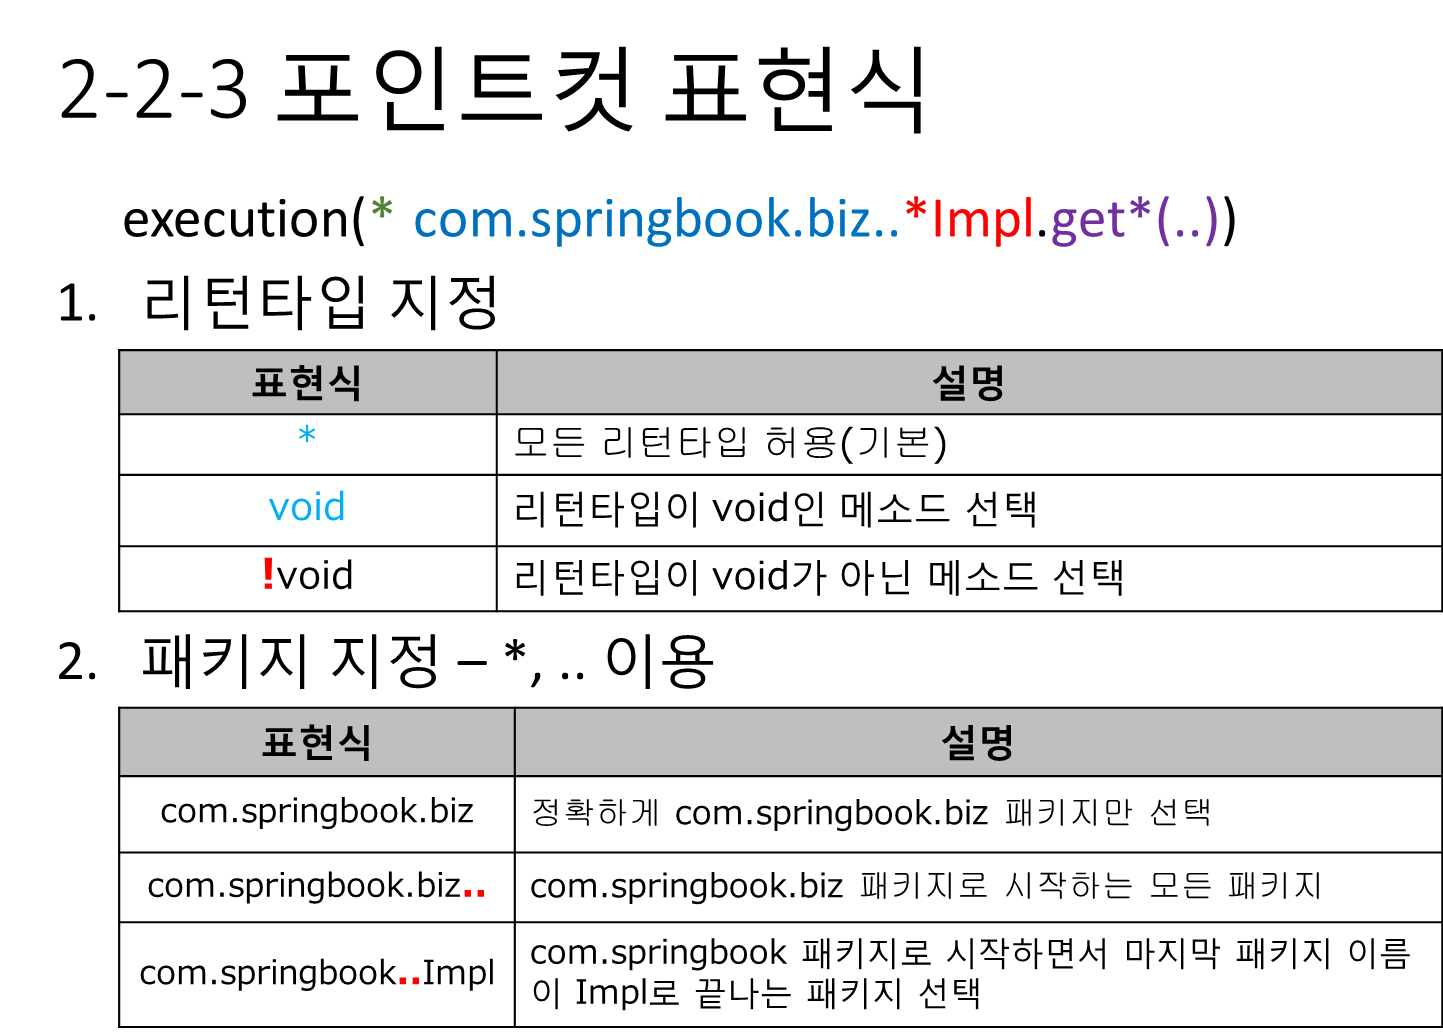 2-2-3 포인트컷 표현식
execution(* com.springbook.biz..*Impl.get*(..))
1. 리턴타입 지정
표현식 설명
* 모든 리턴타입 허용(기본)
void 리턴타입이 void인 메소드 선택
!void 리턴타입이 void가 아닌 메소드 선택
2. 패키지 지정 – *, .. 이용
표현식 설명
com.springbook.biz 정확하게 com.springbook.biz 패키지만 선택
com.springbook.biz.. com.springbook.biz 패키지로 시작하는 모든 패키지
com.springbook..Impl com.springbook 패키지로 시작하면서 마지막 패키지 이름
이 Impl로 끝나는 패키지 선택